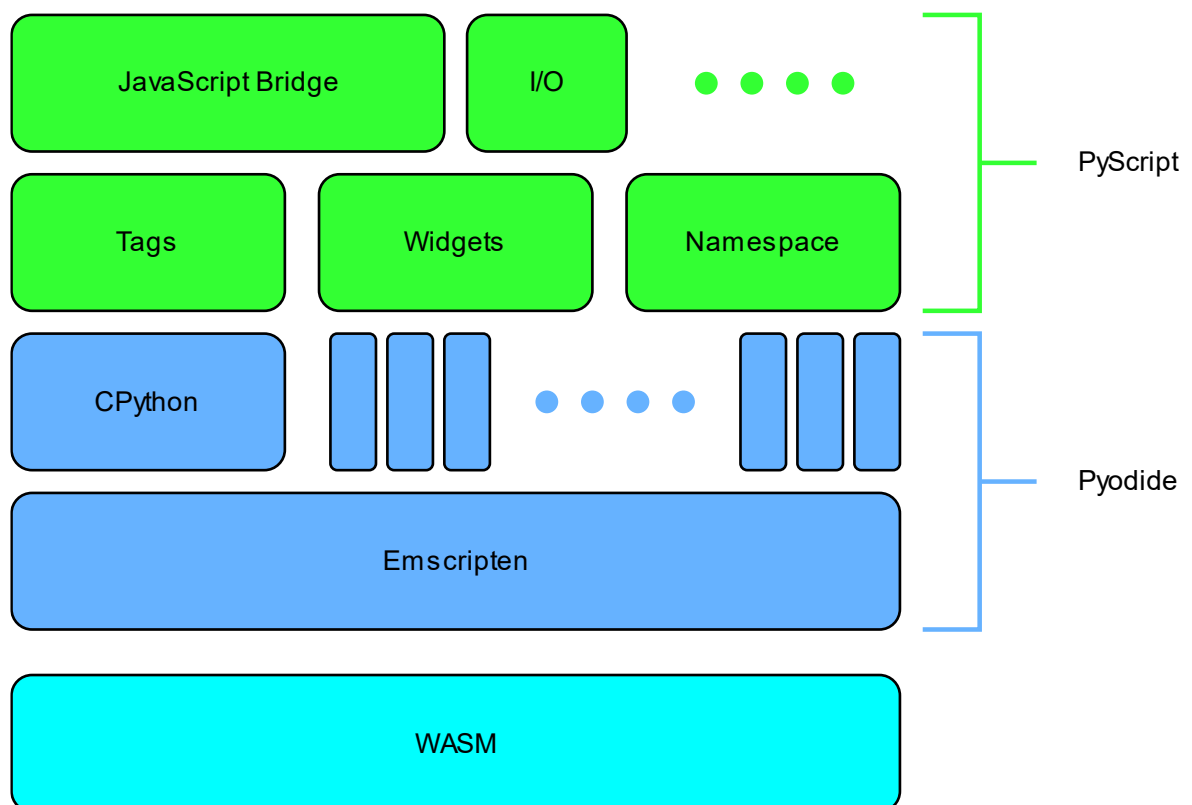 JavaScript Bridge
I/O
PyScript
Tags
Widgets
Namespace
CPython
Pyodide
Emscripten
WASM